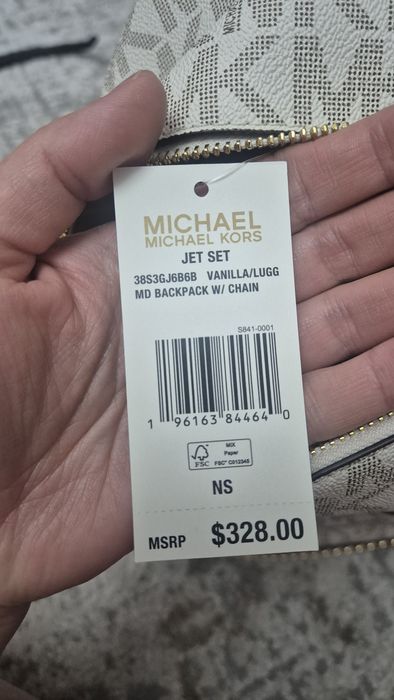 MICHAEL
MICHAEL KORS
JET SET
38S3GJ6B6B VANILLA/LUGG
MD BACKPACK W/ CHAIN
S841-0001
1 96163 84464 0
FSC
MIX
Paper
FSC® C012345
NS
MSRP $328.00